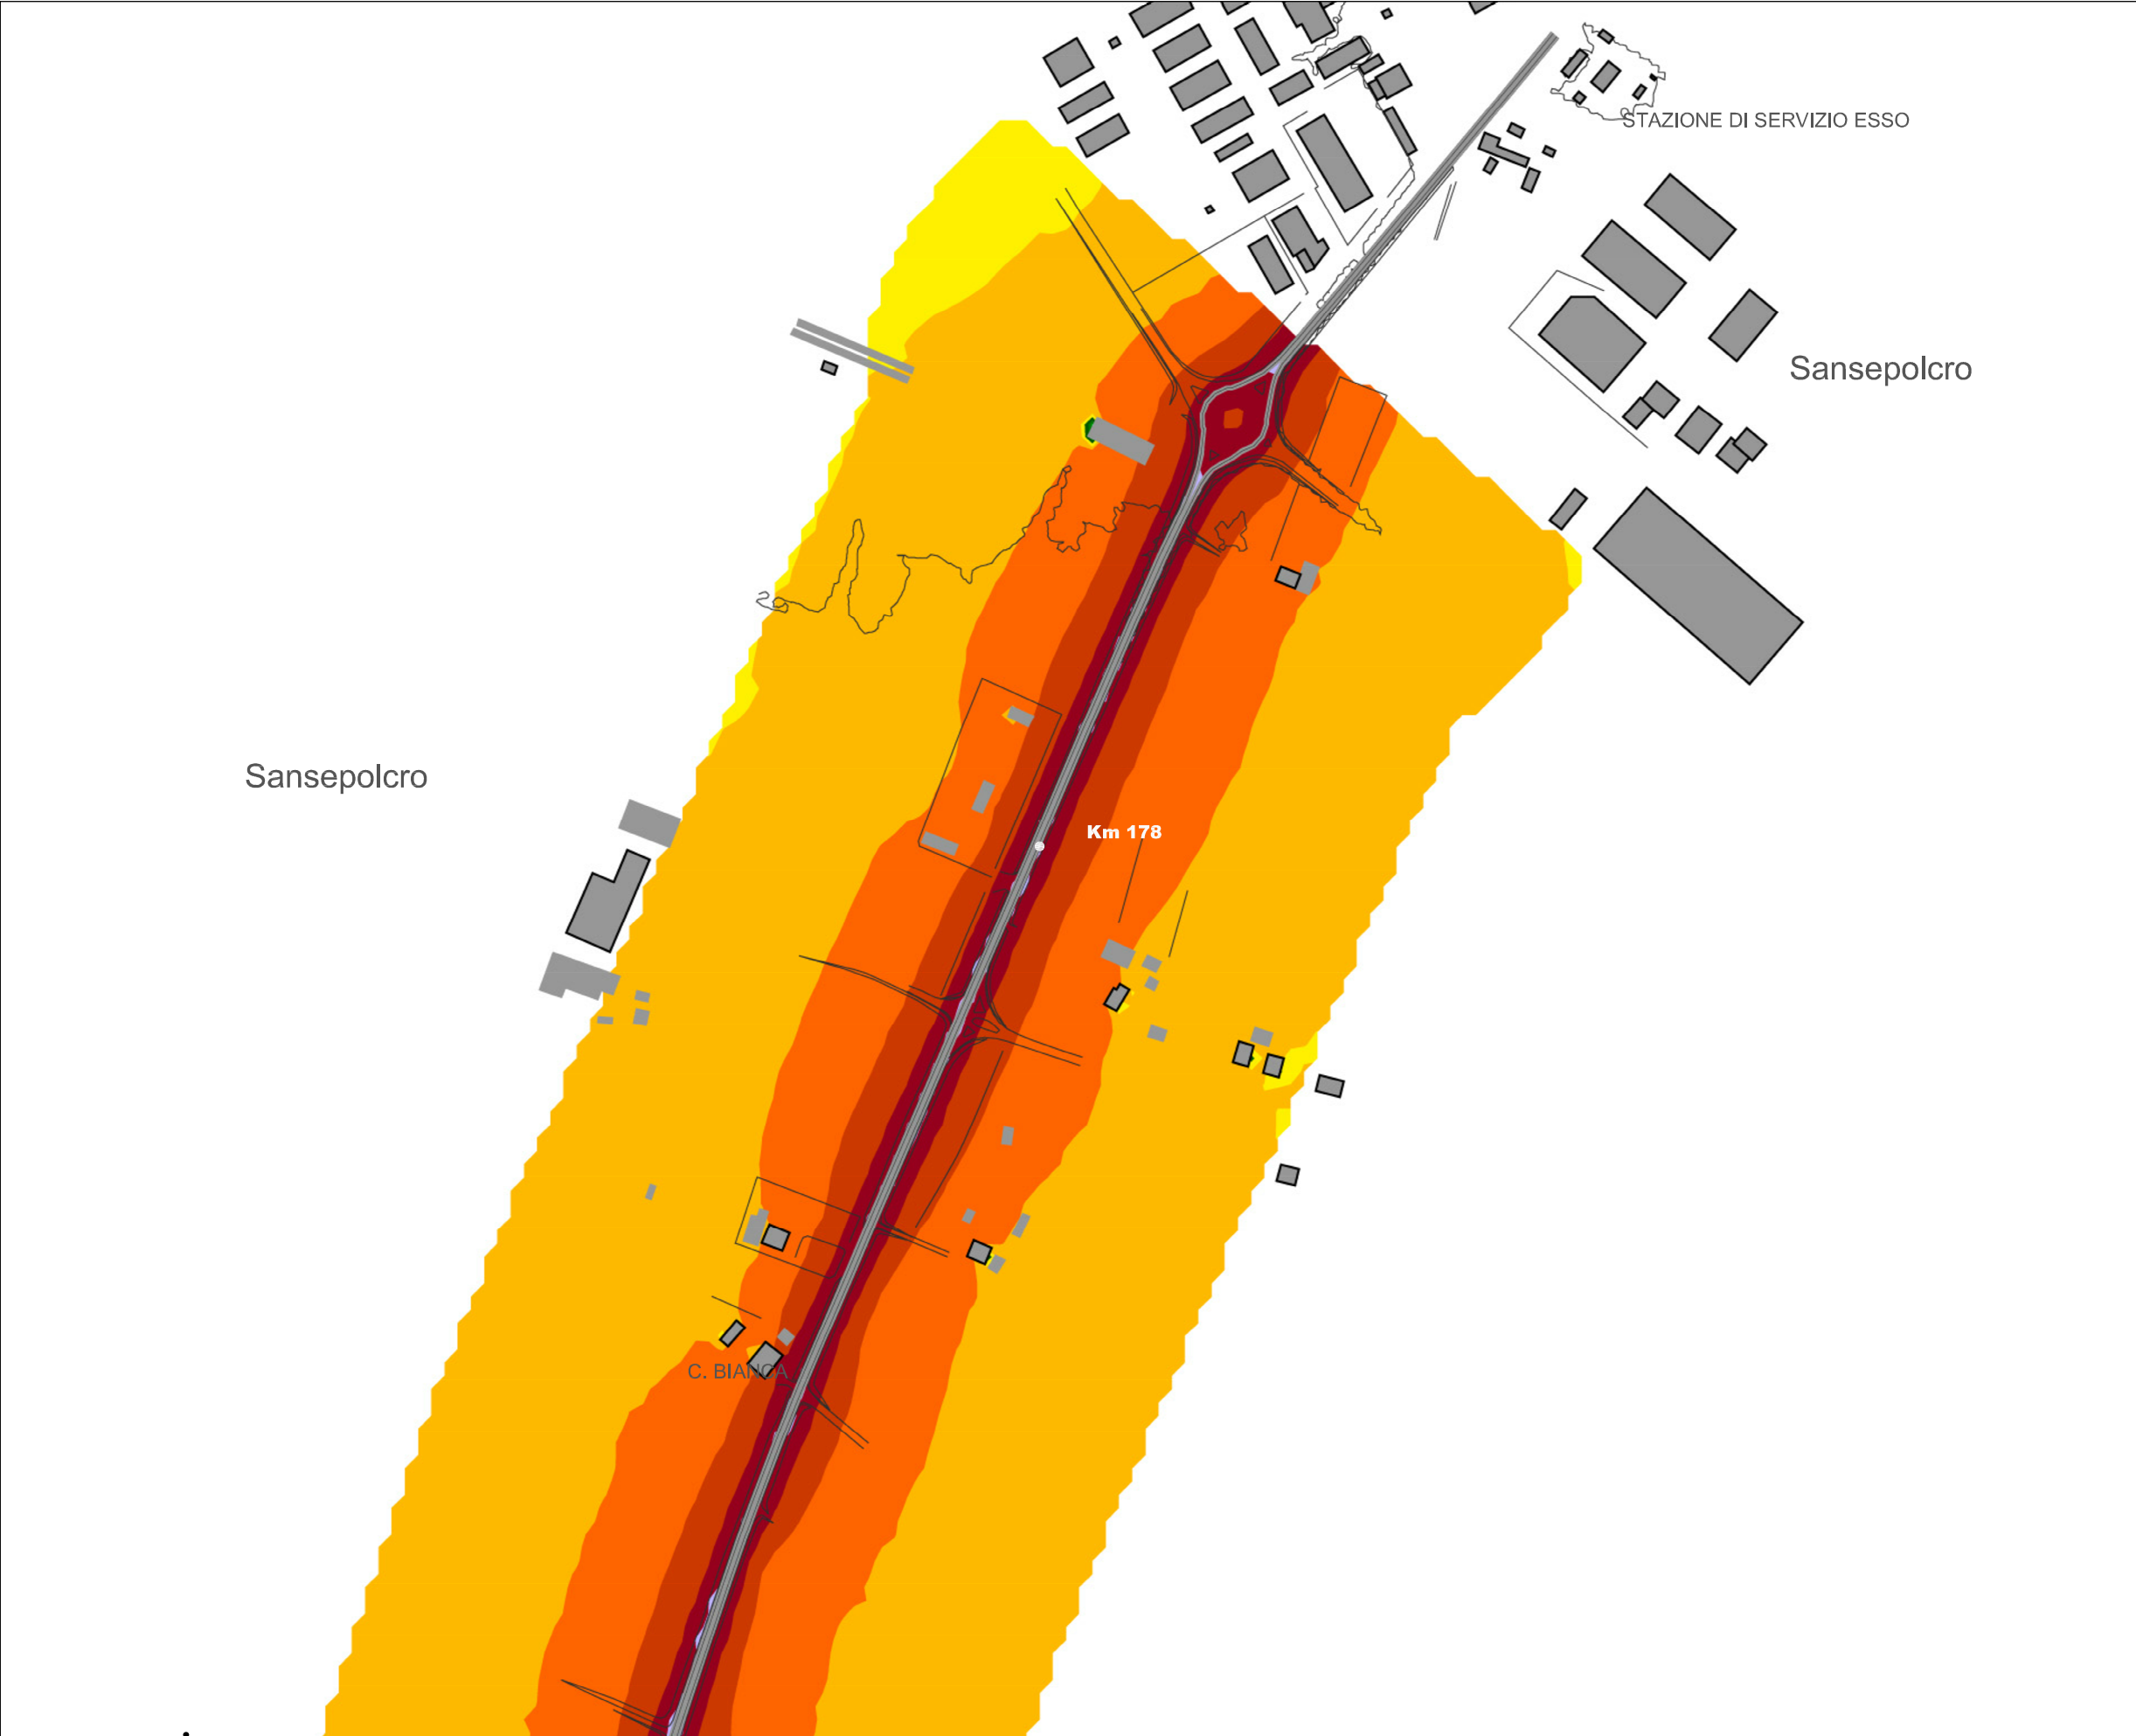 STAZIONE DI SERVIZIO ESSO
Sansepolcro
Sansepolcro
Km 178
C. BIANCA